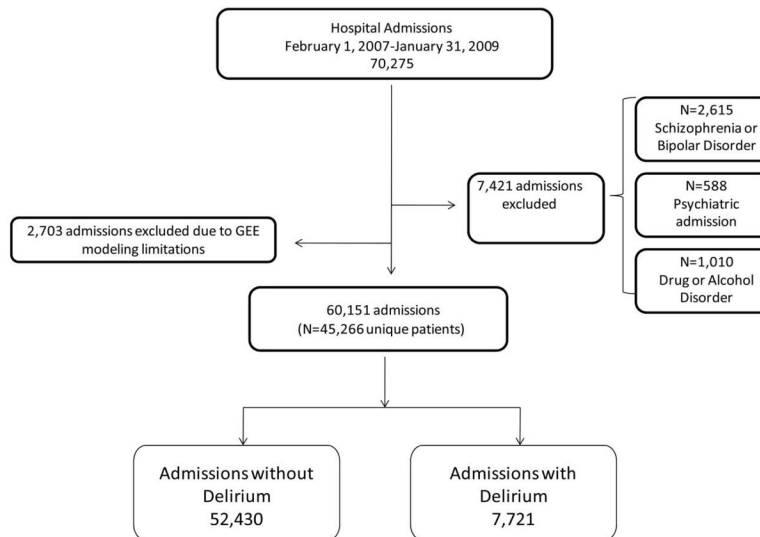 Hospital Admissions
February 1, 2007-January 31, 2009
70,275
N=2,615
Schizophrenia or
Bipolar Disorder
7,421 admissions
excluded
N=588
Psychiatric
admission
2,703 admissions excluded due to GEE
modeling limitations
N=1,010
Drug or Alcohol
Disorder
60,151 admissions
(N=45,266 unique patients)
Admissions without
Delirium
52,430
Admissions with
Delirium
7,721